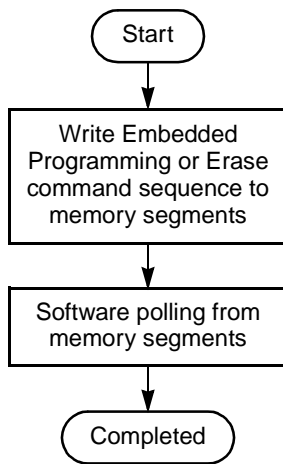 Start
Write Embedded
Programming or Erase
command sequence to
memory segments
Software polling from
memory segments
Completed